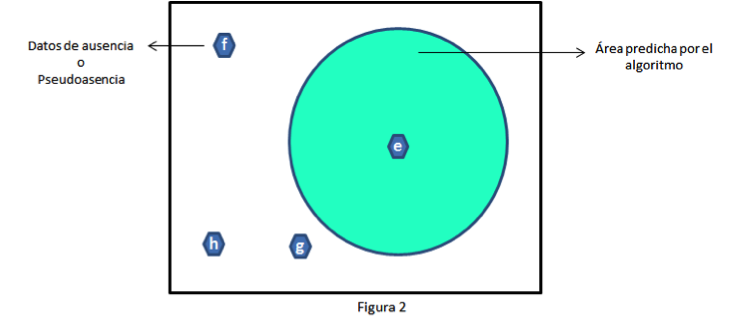 Datos de ausencia
o
Pseudoasencia
f
Área predicha por el
algoritmo
e
h
g
Figura 2